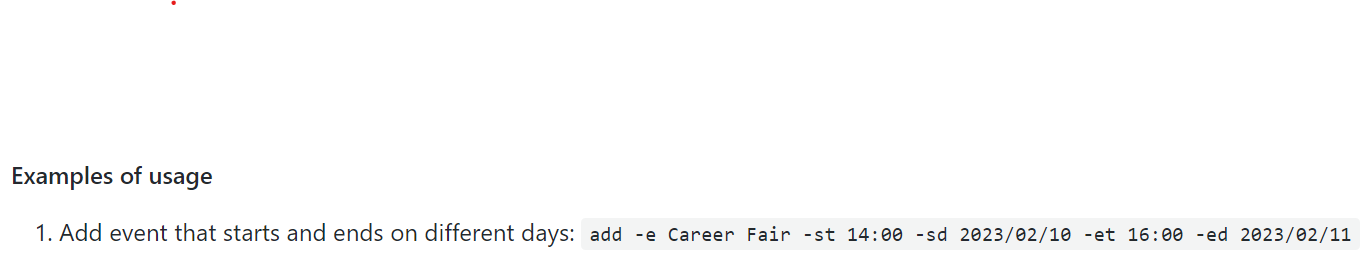 Examples of usage
1. Add event that starts and ends on different days: add -e Career Fair -st 14:00 -sd 2023/02/10 -et 16:00 -ed 2023/02/11